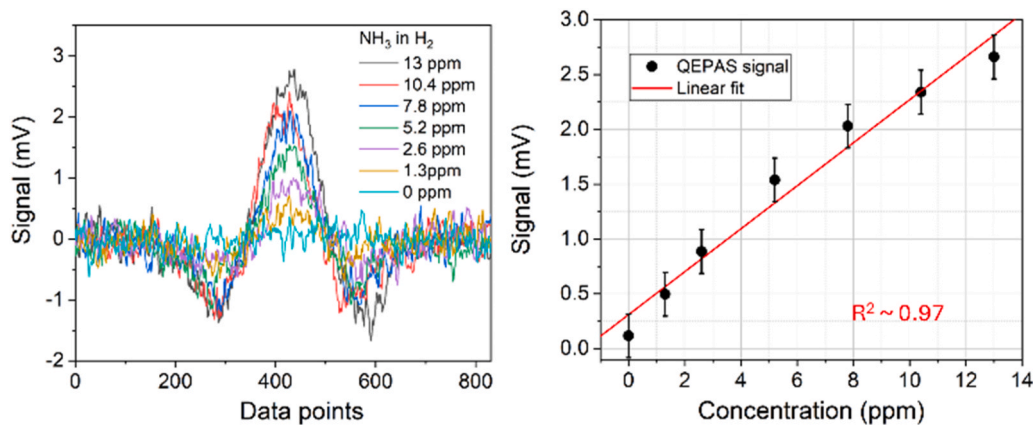 NH₃ in H₂
13 ppm
10.4 ppm
7.8 ppm
5.2 ppm
2.6 ppm
1.3ppm
0 ppm
Signal (mV)
3
2
1
0
-1
-2
0 200 400 600 800
Data points
QEPAS signal
Linear fit
R² ~ 0.97
Signal (mV)
3.0
2.5
2.0
1.5
1.0
0.5
0.0
0 2 4 6 8 10 12 14
Concentration (ppm)